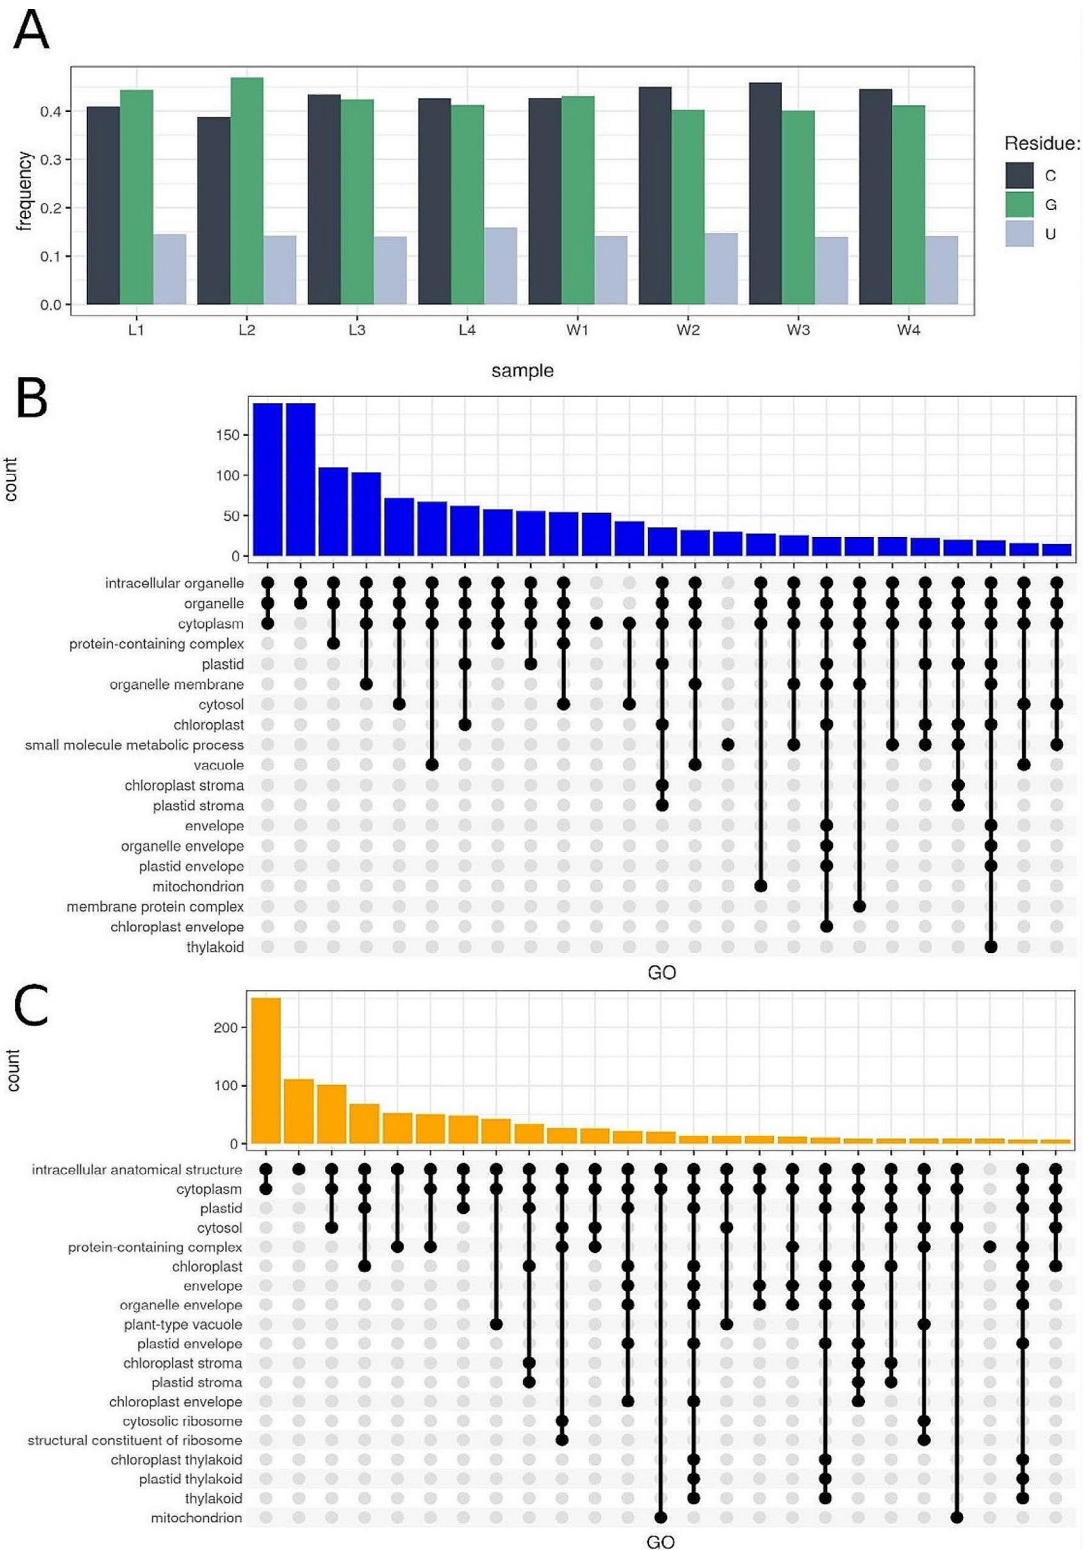 A
frequency
0.4
0.3
0.2
0.1
0.0
L1 L2 L3 L4 W1 W2 W3 W4
sample
Residue:
C
G
U
B
count
150
100
50
0
intracellular organelle
organelle
cytoplasm
protein-containing complex
plastid
organelle membrane
cytosol
chloroplast
small molecule metabolic process
vacuole
chloroplast stroma
plastid stroma
envelope
organelle envelope
plastid envelope
mitochondrion
membrane protein complex
chloroplast envelope
thylakoid
GO
C
count
200
100
0
intracellular anatomical structure
cytoplasm
plastid
cytosol
protein-containing complex
chloroplast
envelope
organelle envelope
plant-type vacuole
plastid envelope
chloroplast stroma
plastid stroma
chloroplast envelope
cytosolic ribosome
structural constituent of ribosome
chloroplast thylakoid
plastid thylakoid
thylakoid
mitochondrion
GO